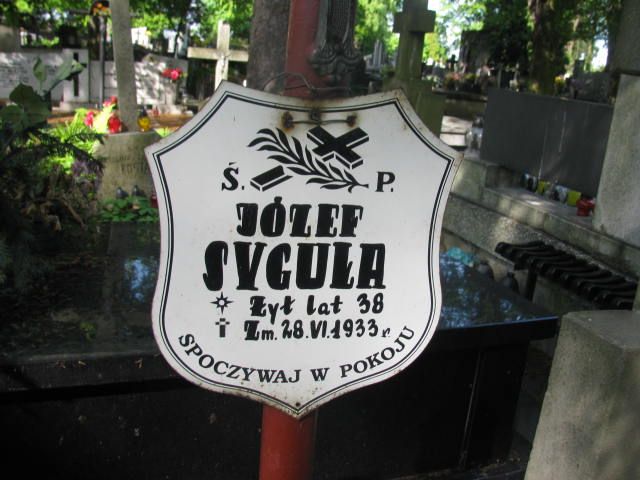 Ś. P.
JÓZEF
SYGUŁA
Żył lat 38
Zm. 28.VI.1933 r.
SPOCZYWAJ W POKOJU